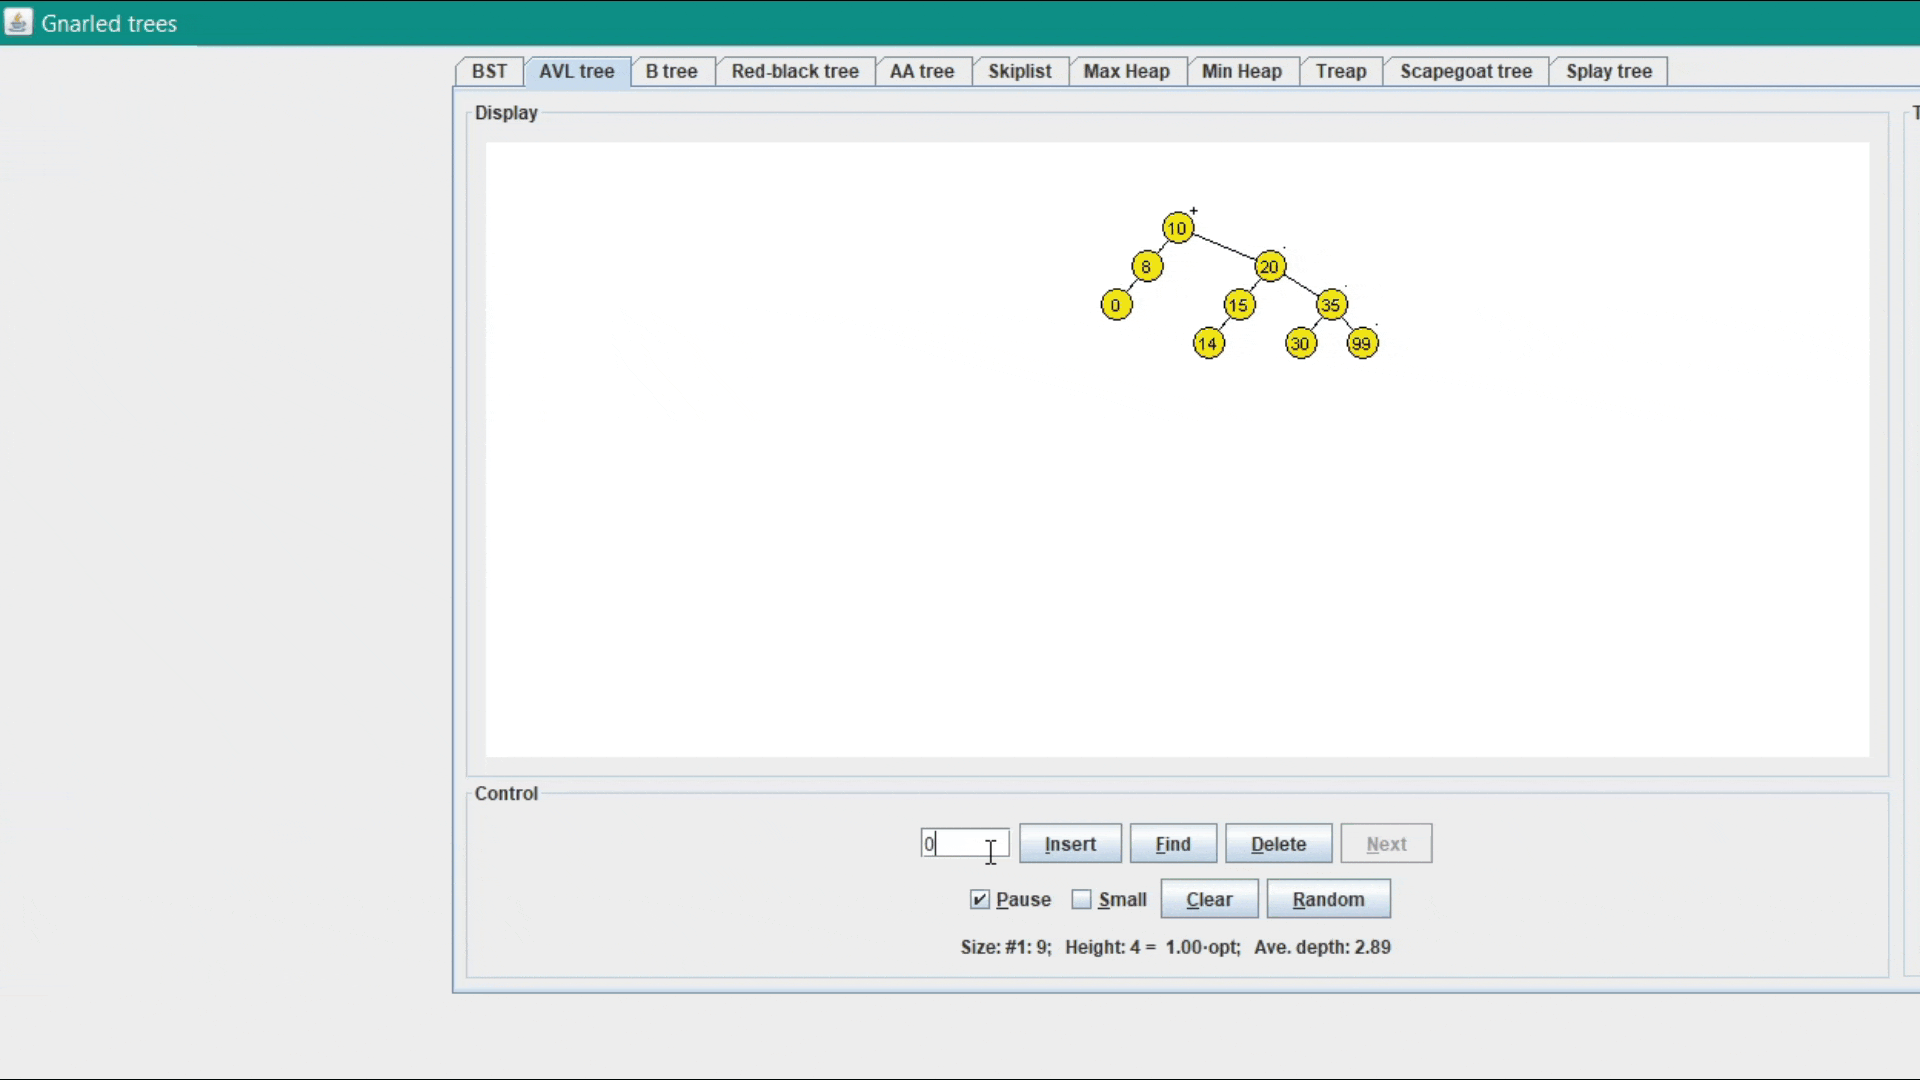 Gnarled trees
BST AVL tree B tree Red-black tree AA tree Skiplist Max Heap Min Heap Treap Scapegoat tree Splay tree
Display
10 +
8 20
0 15 35
14 30 99
Control
0 Insert Find Delete Next
Pause Small Clear Random
Size: #1: 9; Height: 4 = 1.00·opt; Ave. depth: 2.89